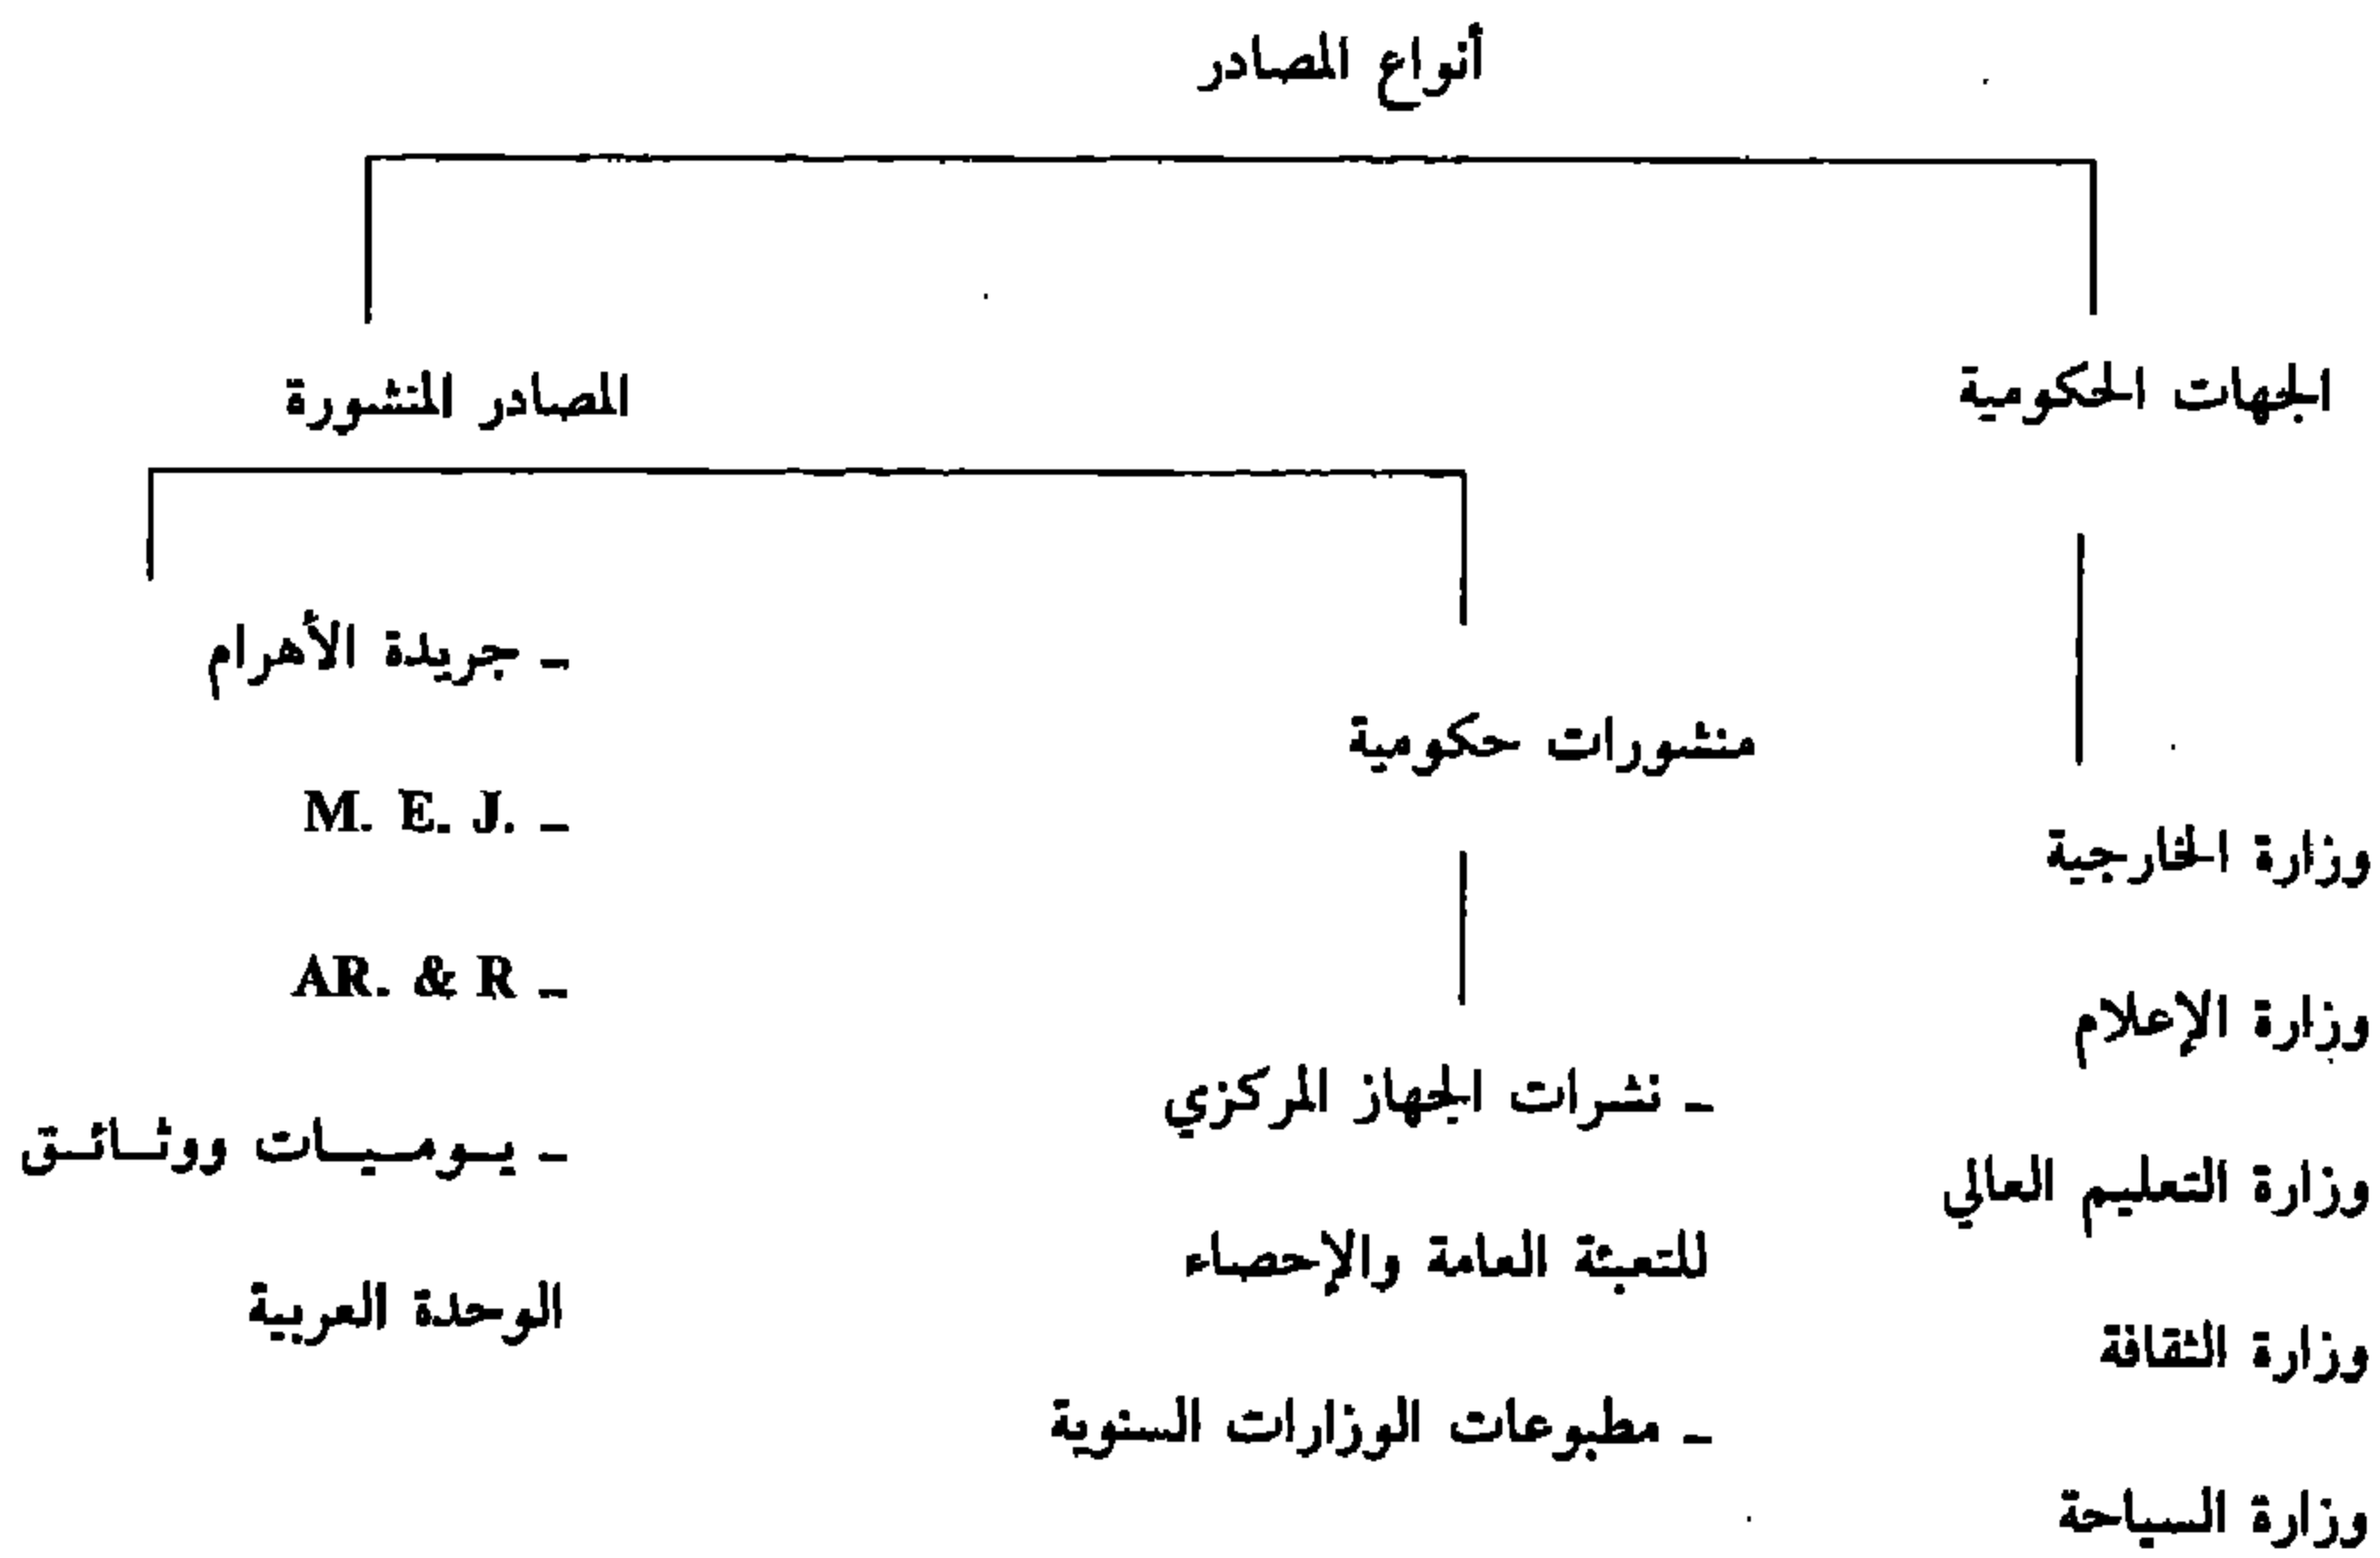 أنواع المصادر
الجهات الحكومية
وزارة الخارجية
وزارة الإعلام
وزارة التعليم العالي
وزارة الثقافة
وزارة السياحة
المصادر المنشورة
منشورات حكومية
ـ نشرات الجهاز المركزي
للتعبئة العامة والإحصاء
ـ مطبوعات الوزارات السنوية
ـ جريدة الأهرام
ـ M. E. J.
ـ AR. & R
ـ يوميات ووثائق
الوحدة العربية